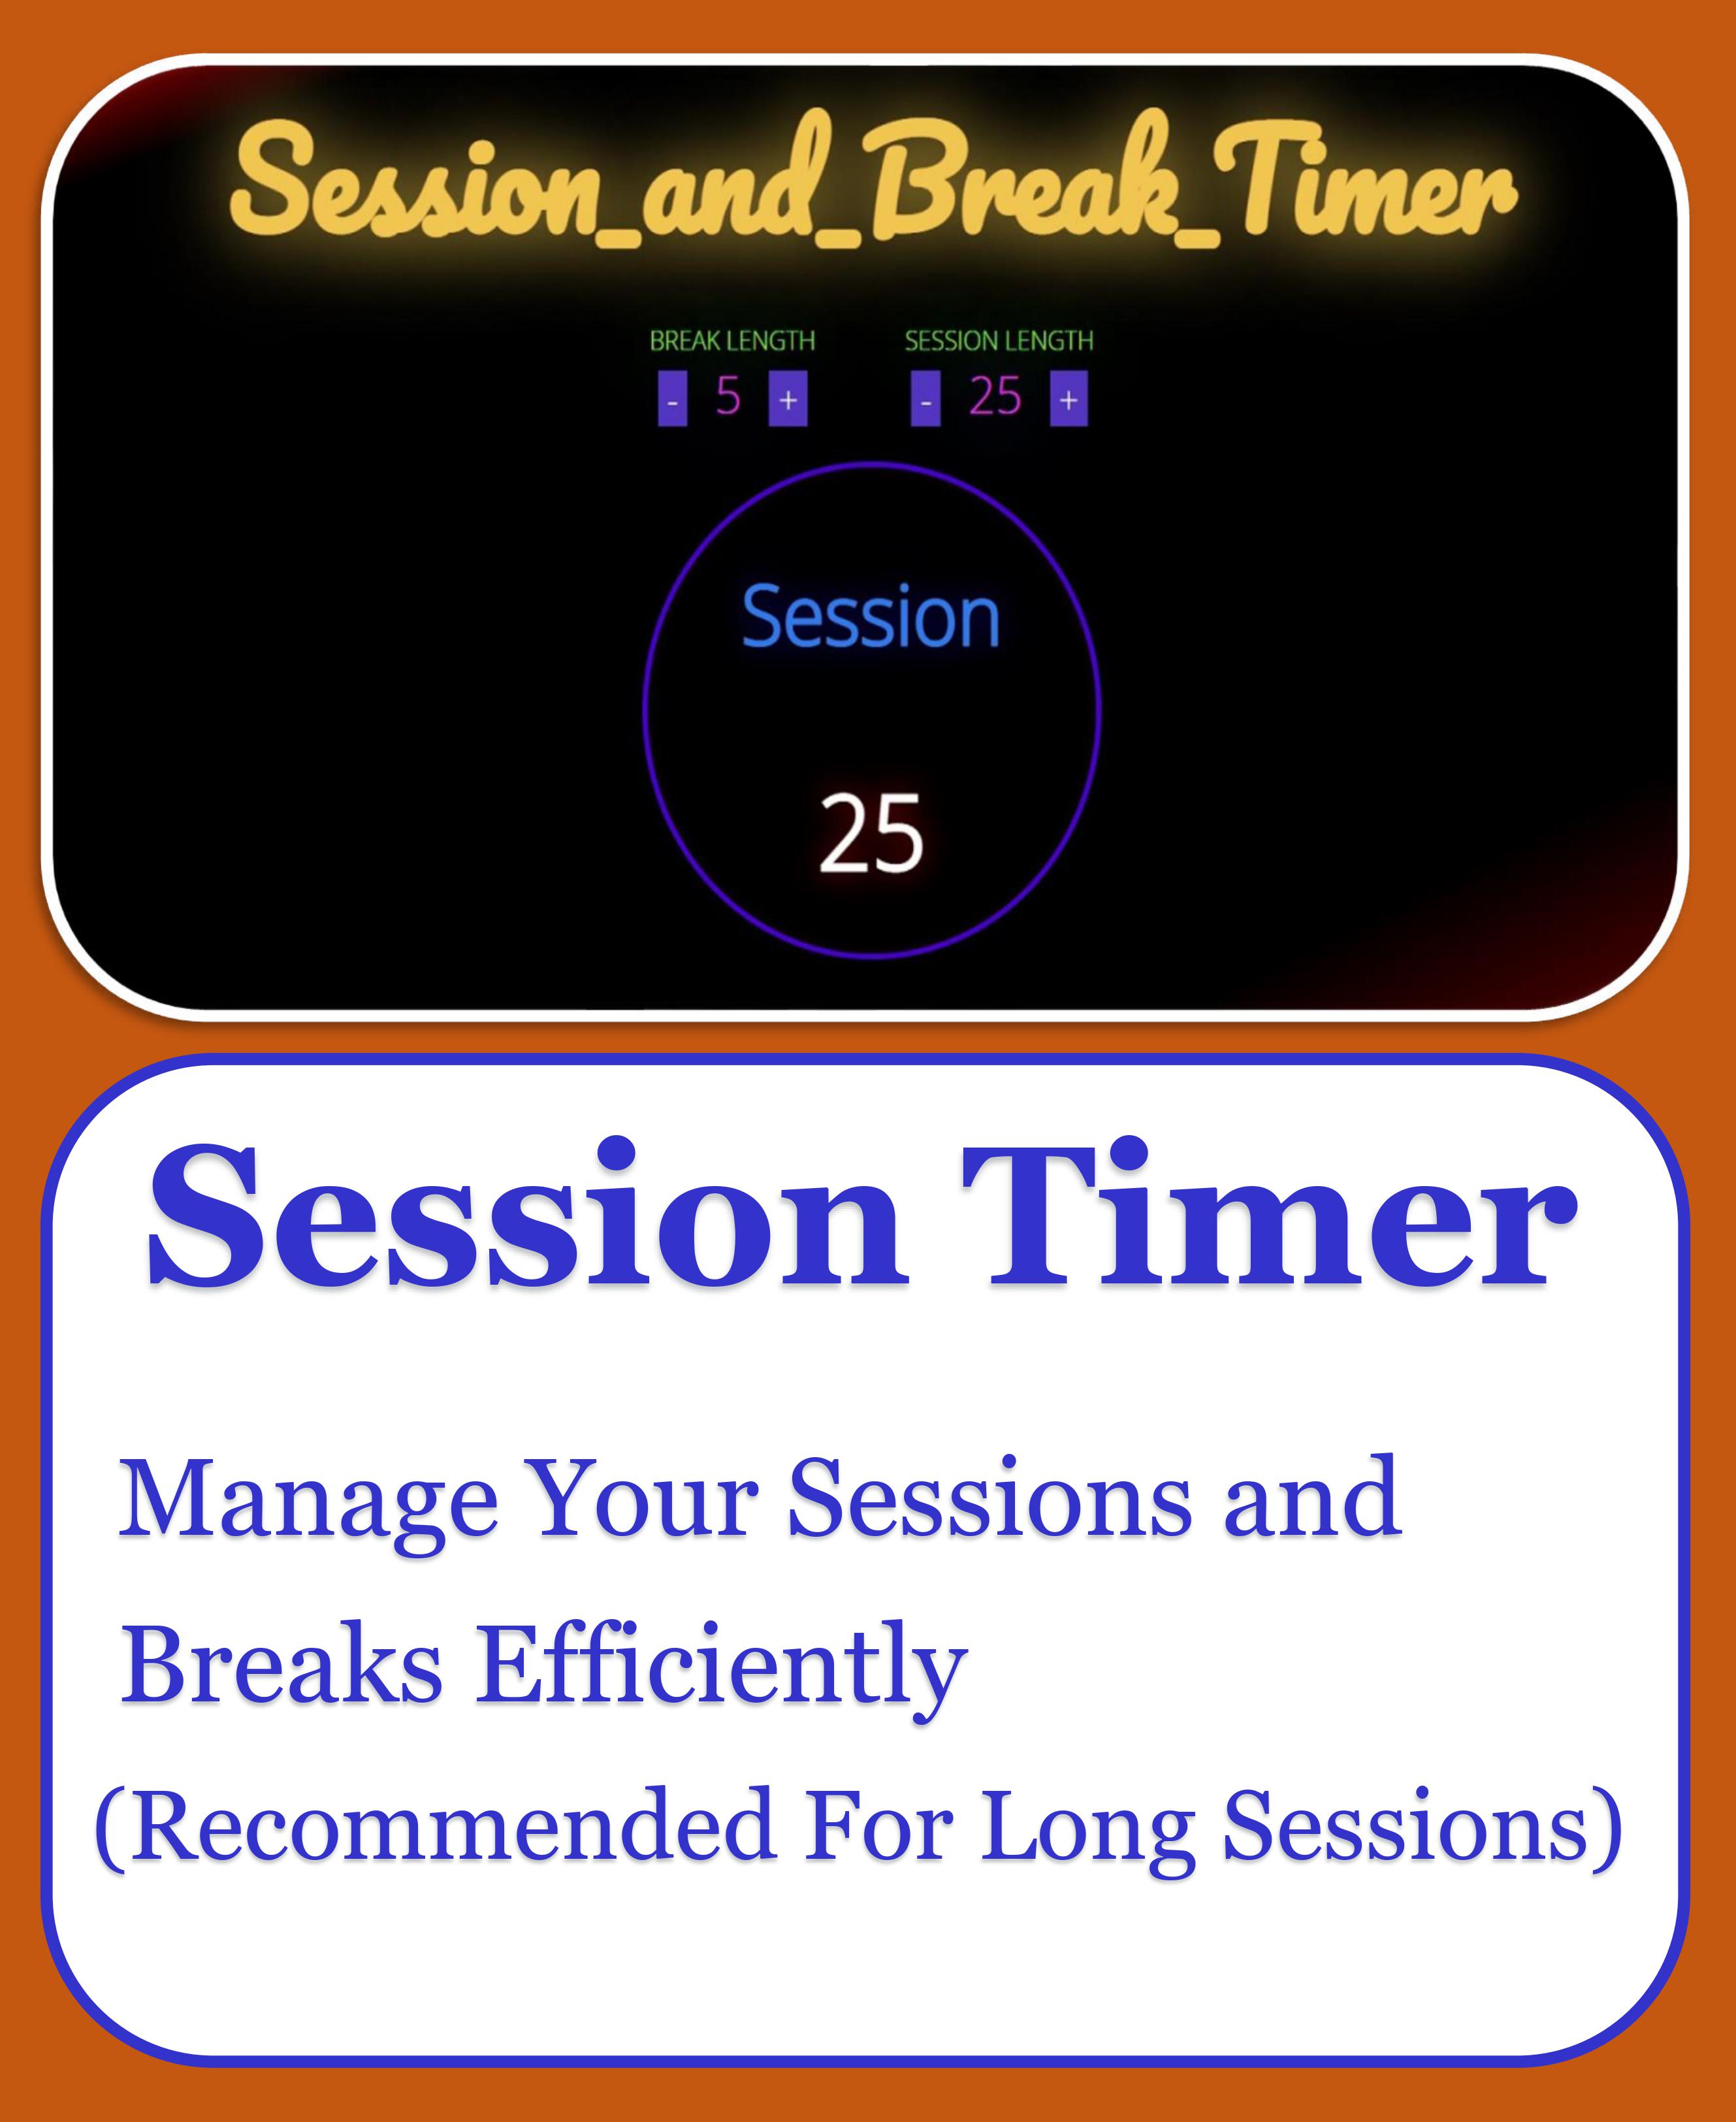 Session_and_Break_Timer
BREAK LENGTH SESSION LENGTH
- 5 + - 25 +
Session
25
Session Timer
Manage Your Sessions and
Breaks Efficiently
(Recommended For Long Sessions)